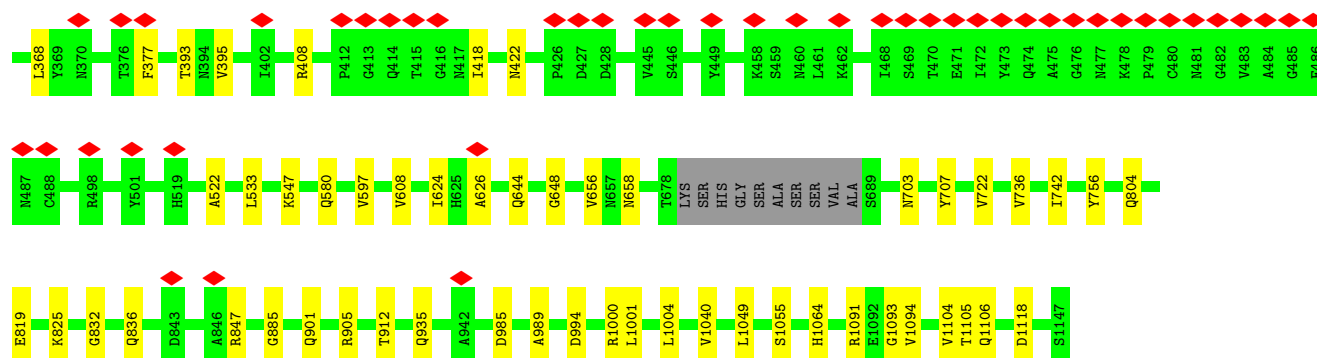 L368 Y369 N370 T376 F377 T393 N394 V395 I402 R408 P412 G413 Q414 T415 G416 N417 I418 N422 P426 D427 D428 V445 S446 Y449 K458 S459 N460 L461 K462 I468 S469 T470 E471 I472 Y473 Q474 A475 G476 N477 K478 P479 C480 N481 G482 V483 A484 G485 F486
N487 C488 R498 Y501 H519 A522 L533 K547 Q580 V597 V608 I624 H625 A626 Q644 G648 V656 N657 N658 T678 LYS SER HIS GLY SER ALA SER SER VAL ALA S689 N703 Y707 V722 V736 I742 Y756 Q804
E819 K825 G832 Q836 D843 A846 R847 G885 Q901 R905 T912 Q935 A942 D985 A989 D994 R1000 L1001 L1004 V1040 L1049 S1055 H1064 R1091 E1092 G1093 V1094 V1104 T1105 Q1106 D1118 S1147